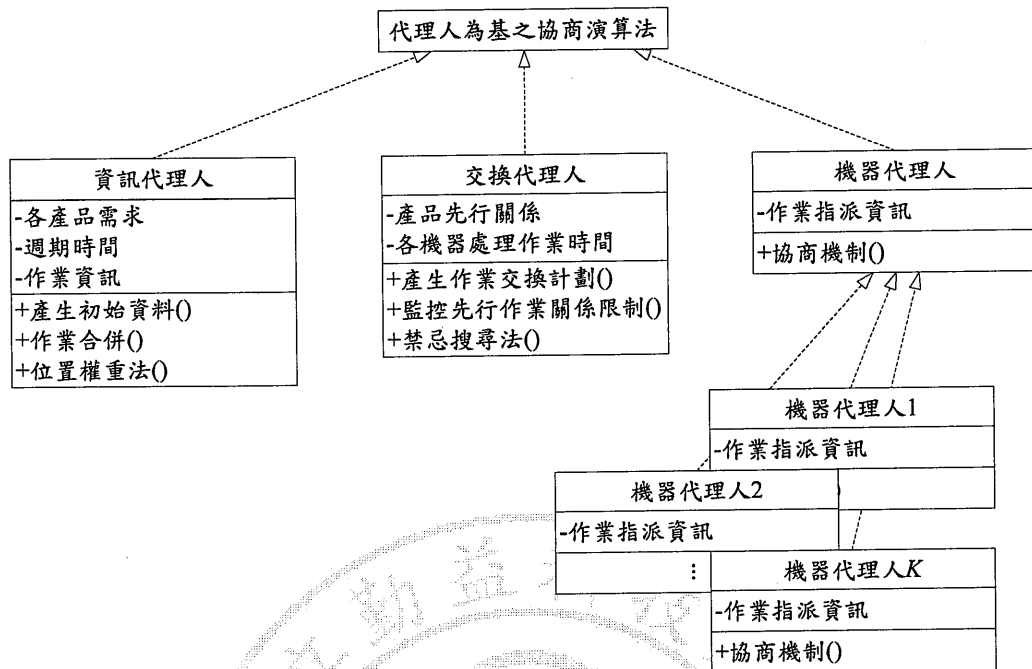 代理人為基之協商演算法
資訊代理人
-各產品需求
-週期時間
-作業資訊
+產生初始資料()
+作業合併()
+位置權重法()
交換代理人
-產品先行關係
-各機器處理作業時間
+產生作業交換計劃()
+監控先行作業關係限制()
+禁忌搜尋法()
機器代理人
-作業指派資訊
+協商機制()
機器代理人1
-作業指派資訊
)
機器代理人2
-作業指派資訊
⋮
機器代理人K
-作業指派資訊
+協商機制()
勤益